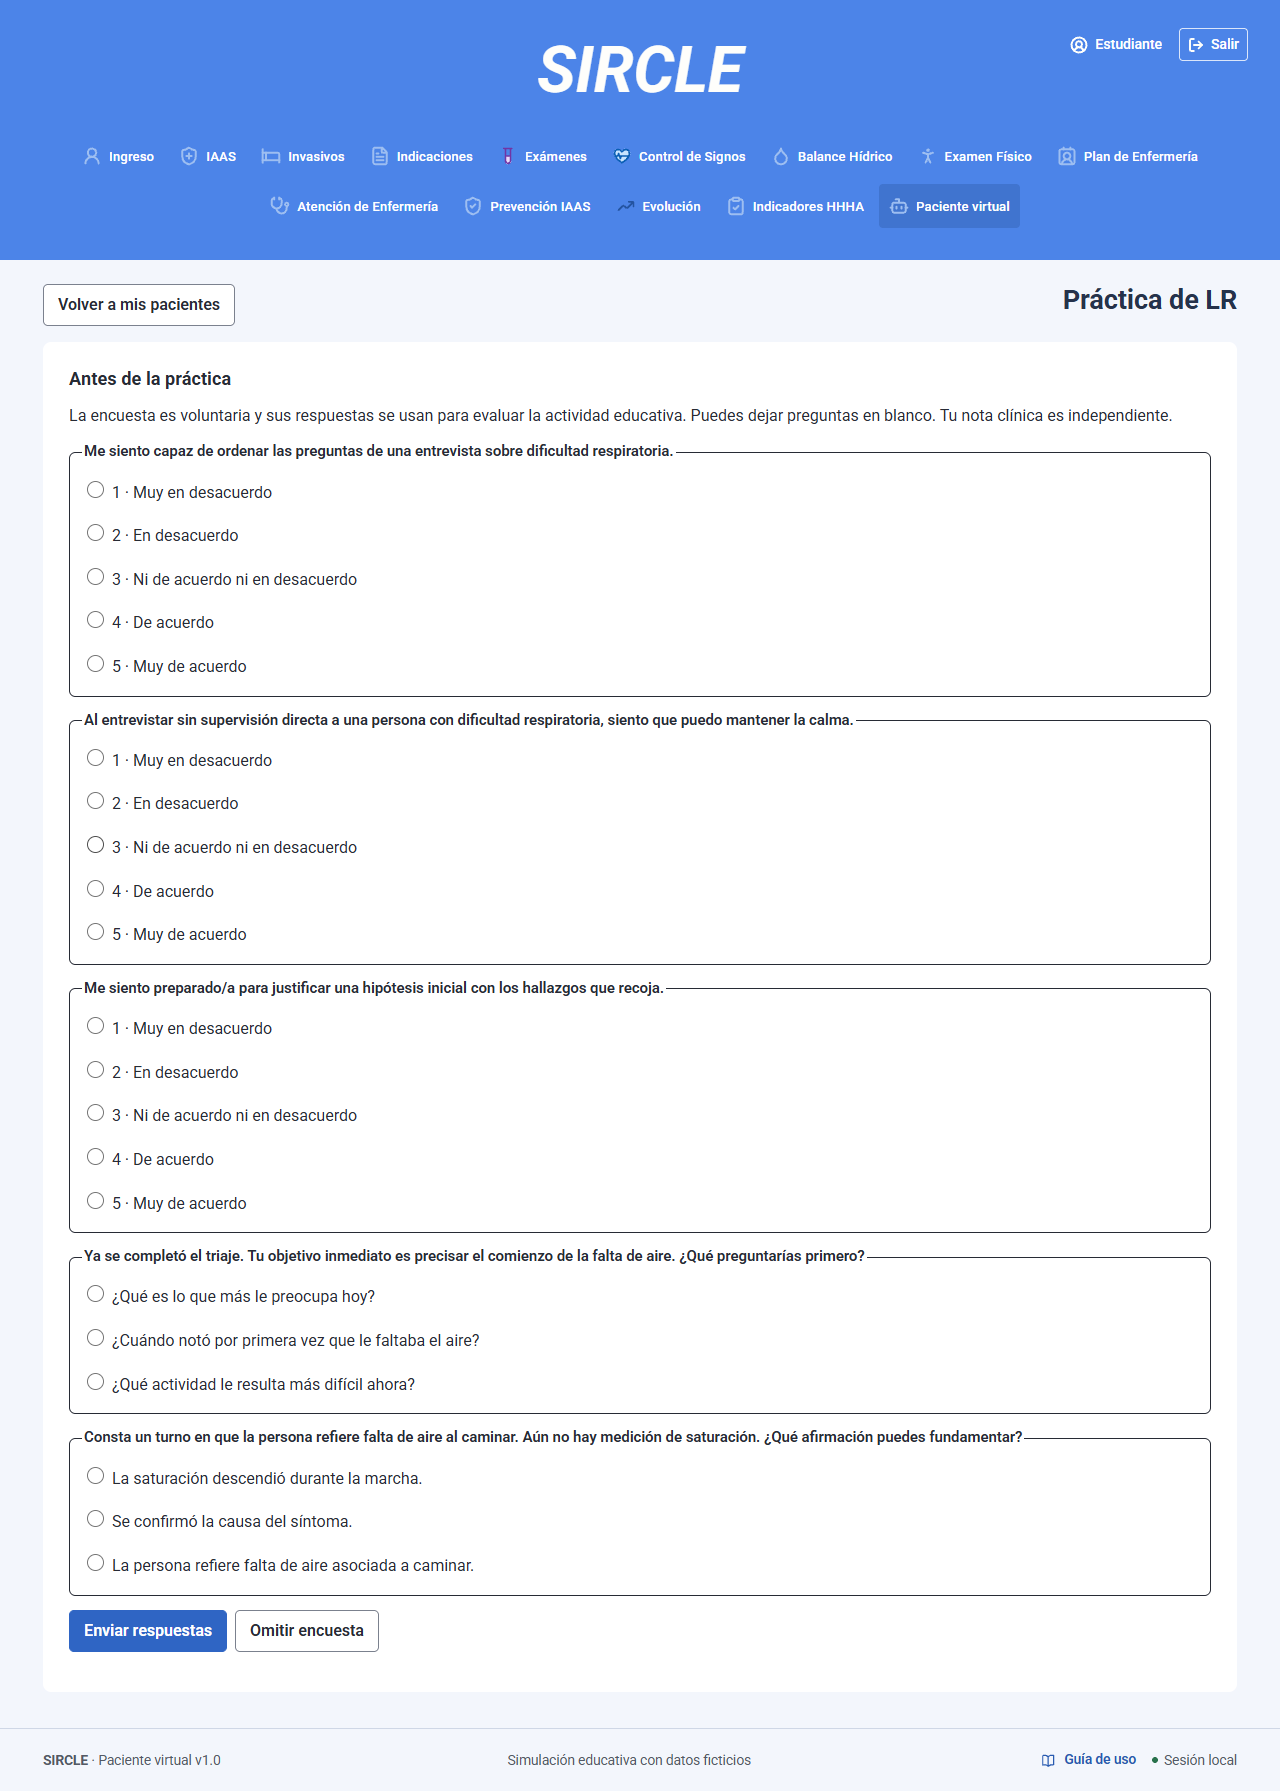 SIRCLE
Estudiante
Salir
Ingreso
IAAS
Invasivos
Indicaciones
Exámenes
Control de Signos
Balance Hídrico
Examen Físico
Plan de Enfermería
Atención de Enfermería
Prevención IAAS
Evolución
Indicadores HHHA
Paciente virtual
Volver a mis pacientes
Práctica de LR
Antes de la práctica
La encuesta es voluntaria y sus respuestas se usan para evaluar la actividad educativa. Puedes dejar preguntas en blanco. Tu nota clínica es independiente.
Me siento capaz de ordenar las preguntas de una entrevista sobre dificultad respiratoria.
1 · Muy en desacuerdo
2 · En desacuerdo
3 · Ni de acuerdo ni en desacuerdo
4 · De acuerdo
5 · Muy de acuerdo
Al entrevistar sin supervisión directa a una persona con dificultad respiratoria, siento que puedo mantener la calma.
1 · Muy en desacuerdo
2 · En desacuerdo
3 · Ni de acuerdo ni en desacuerdo
4 · De acuerdo
5 · Muy de acuerdo
Me siento preparado/a para justificar una hipótesis inicial con los hallazgos que recoja.
1 · Muy en desacuerdo
2 · En desacuerdo
3 · Ni de acuerdo ni en desacuerdo
4 · De acuerdo
5 · Muy de acuerdo
Ya se completó el triaje. Tu objetivo inmediato es precisar el comienzo de la falta de aire. ¿Qué preguntarías primero?
¿Qué es lo que más le preocupa hoy?
¿Cuándo notó por primera vez que le faltaba el aire?
¿Qué actividad le resulta más difícil ahora?
Consta un turno en que la persona refiere falta de aire al caminar. Aún no hay medición de saturación. ¿Qué afirmación puedes fundamentar?
La saturación descendió durante la marcha.
Se confirmó la causa del síntoma.
La persona refiere falta de aire asociada a caminar.
Enviar respuestas
Omitir encuesta
SIRCLE · Paciente virtual v1.0
Simulación educativa con datos ficticios
Guía de uso
Sesión local